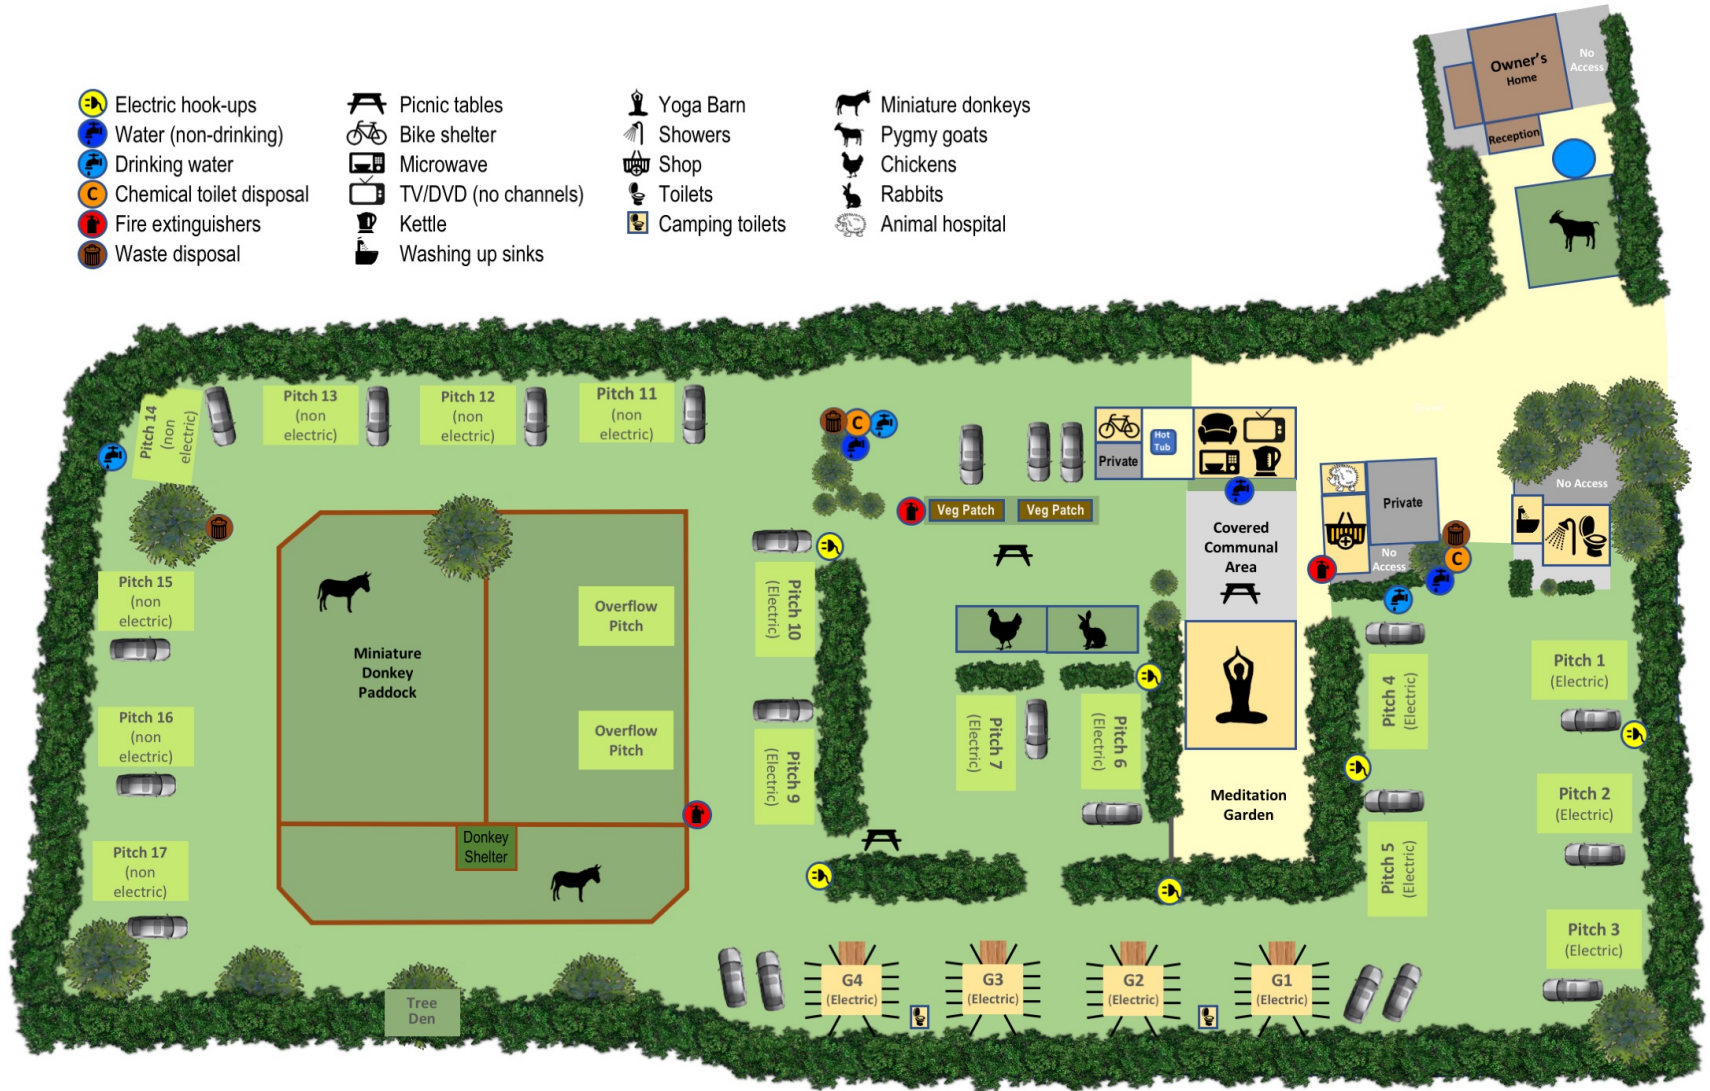 Electric hook-ups
Water (non-drinking)
Drinking water
C
Chemical toilet disposal
Fire extinguishers
Waste disposal
Picnic tables
Bike shelter
Microwave
TV/DVD (no channels)
Kettle
Washing up sinks
Yoga Barn
Showers
Shop
Toilets
Camping toilets
Miniature donkeys
Pygmy goats
Chickens
Rabbits
Animal hospital
Owner's
Home
No
Access
Reception
Pitch 14
(non
electric)
Pitch 13
(non
electric)
Pitch 12
(non
electric)
Pitch 11
(non
electric)
C
Private
Hot
Tub
Veg Patch
Veg Patch
Covered
Communal
Area
Private
No
Access
C
No Access
Pitch 15
(non
electric)
Pitch 16
(non
electric)
Pitch 17
(non
electric)
Miniature
Donkey
Paddock
Overflow
Pitch
Overflow
Pitch
Donkey
Shelter
Pitch 10
(Electric)
Pitch 9
(Electric)
Pitch 7
(Electric)
Pitch 6
(Electric)
Meditation
Garden
Pitch 4
(Electric)
Pitch 5
(Electric)
Pitch 1
(Electric)
Pitch 2
(Electric)
Pitch 3
(Electric)
Tree
Den
G4
(Electric)
G3
(Electric)
G2
(Electric)
G1
(Electric)